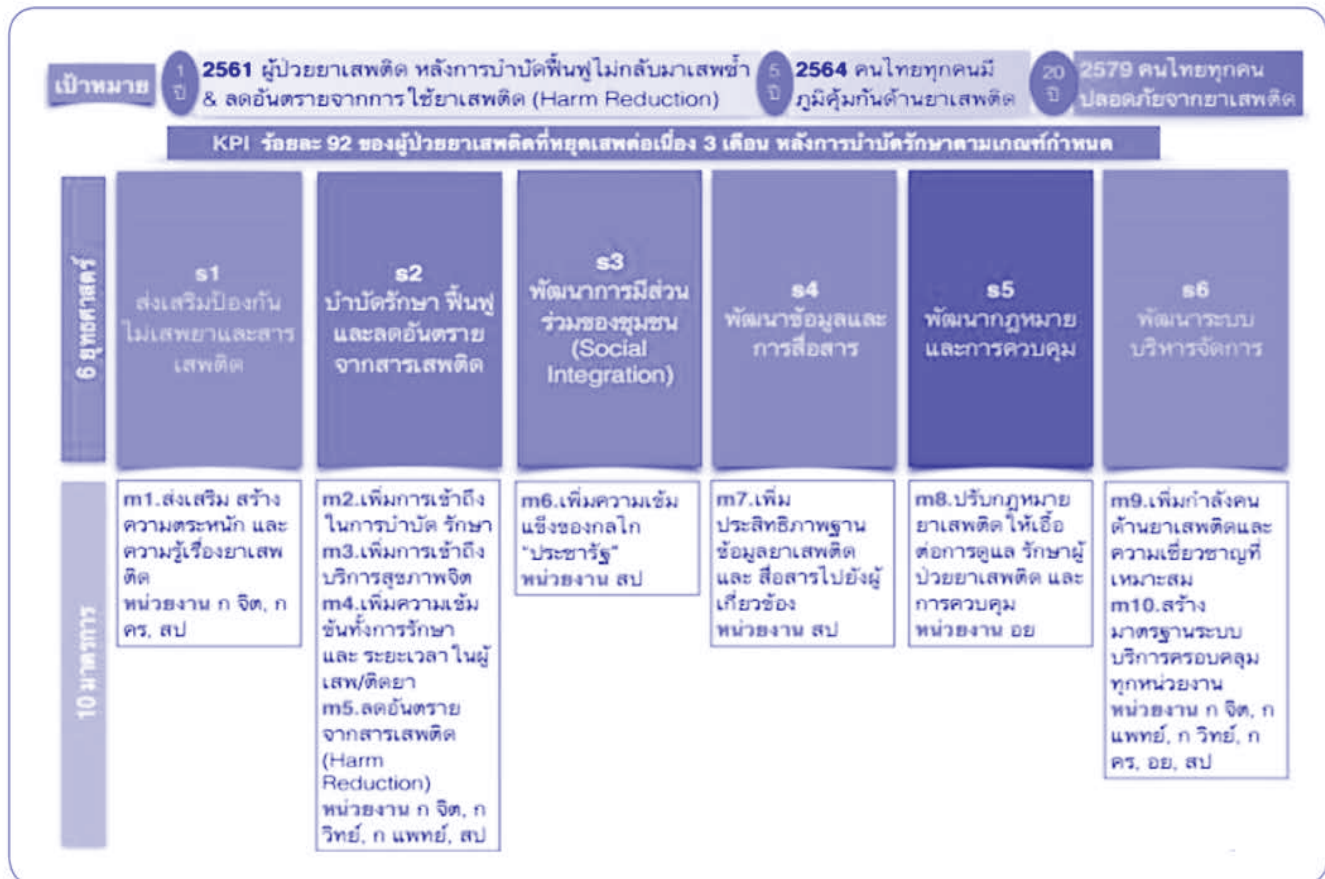 เป้าหมาย
1
ปี
2561 ผู้ป่วยยาเสพติด หลังการบำบัดฟื้นฟูไม่กลับมาเสพซ้ำ
& ลดอันตรายจากการใช้ยาเสพติด (Harm Reduction)
5
ปี
2564 คนไทยทุกคนมี
ภูมิคุ้มกันด้านยาเสพติด
20
ปี
2579 คนไทยทุกคน
ปลอดภัยจากยาเสพติด
KPI ร้อยละ 92 ของผู้ป่วยยาเสพติดที่หยุดเสพต่อเนื่อง 3 เดือน หลังการบำบัดรักษาตามเกณฑ์กำหนด
6 ยุทธศาสตร์
s1
ส่งเสริมป้องกัน
ไม่เสพยาและสาร
เสพติด
s2
บำบัดรักษา ฟื้นฟู
และลดอันตราย
จากสารเสพติด
s3
พัฒนาการมีส่วน
ร่วมของชุมชน
(Social
Integration)
s4
พัฒนาข้อมูลและ
การสื่อสาร
s5
พัฒนากฎหมาย
และการควบคุม
s6
พัฒนาระบบ
บริหารจัดการ
10 มาตรการ
m1.ส่งเสริม สร้าง
ความตระหนัก และ
ความรู้เรื่องยาเสพ
ติด
หน่วยงาน ก จิต, ก
คร, สป
m2.เพิ่มการเข้าถึง
ในการบำบัด รักษา
m3.เพิ่มการเข้าถึง
บริการสุขภาพจิต
m4.เพิ่มความเข้ม
ข้นทั้งการรักษา
และ ระยะเวลา ในผู้
เสพ/ติดยา
m5.ลดอันตราย
จากสารเสพติด
(Harm
Reduction)
หน่วยงาน ก จิต, ก
วิทย์, ก แพทย์, สป
m6.เพิ่มความเข้ม
แข็งของกลไก
“ประชารัฐ”
หน่วยงาน สป
m7.เพิ่ม
ประสิทธิภาพฐาน
ข้อมูลยาเสพติด
และ สื่อสารไปยังผู้
เกี่ยวข้อง
หน่วยงาน สป
m8.ปรับกฎหมาย
ยาเสพติด ให้เอื้อ
ต่อการดูแล รักษาผู้
ป่วยยาเสพติด และ
การควบคุม
หน่วยงาน อย
m9.เพิ่มกำลังคน
ด้านยาเสพติดและ
ความเชี่ยวชาญที่
เหมาะสม
m10.สร้าง
มาตรฐานระบบ
บริการครอบคลุม
ทุกหน่วยงาน
หน่วยงาน ก จิต, ก
แพทย์, ก วิทย์, ก
คร, อย, สป